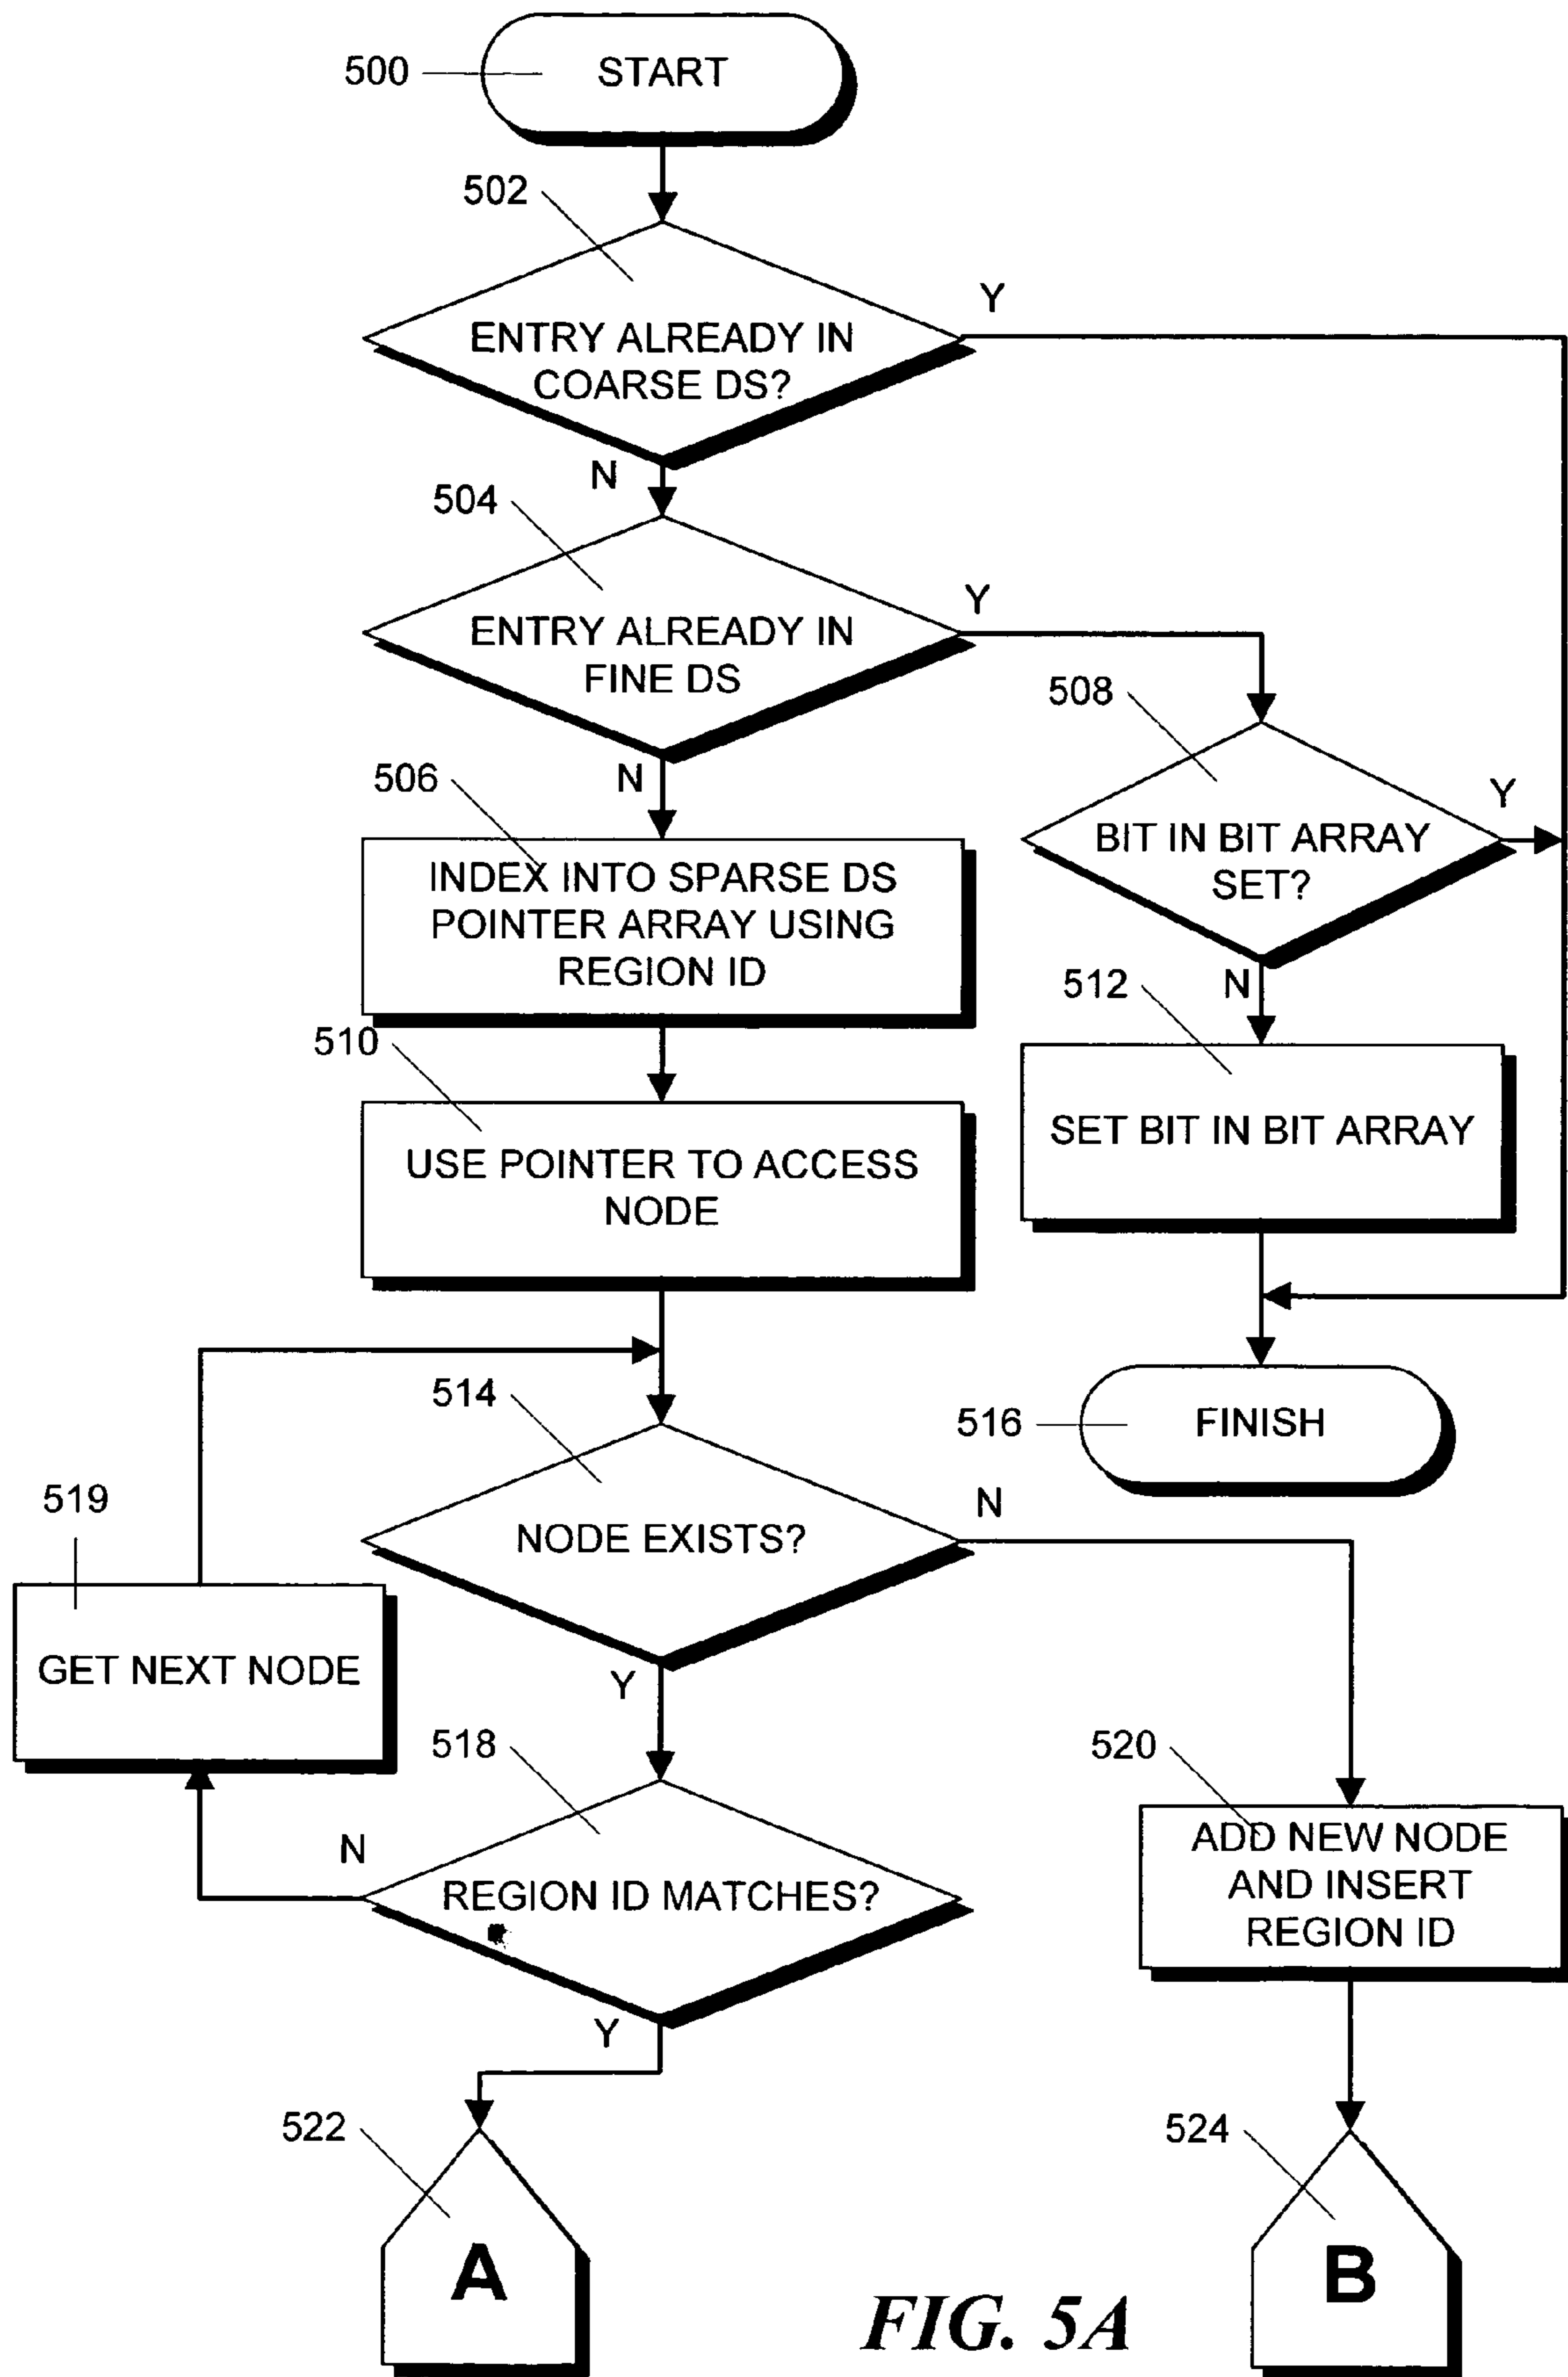 500
START
502
ENTRY ALREADY IN
COARSE DS?
Y
N
504
ENTRY ALREADY IN
FINE DS
Y
N
508
BIT IN BIT ARRAY
SET?
Y
N
506
INDEX INTO SPARSE DS
POINTER ARRAY USING
REGION ID
512
SET BIT IN BIT ARRAY
510
USE POINTER TO ACCESS
NODE
516
FINISH
514
NODE EXISTS?
N
Y
519
GET NEXT NODE
518
REGION ID MATCHES?
N
Y
520
ADD NEW NODE
AND INSERT
REGION ID
522
A
524
B
FIG. 5A